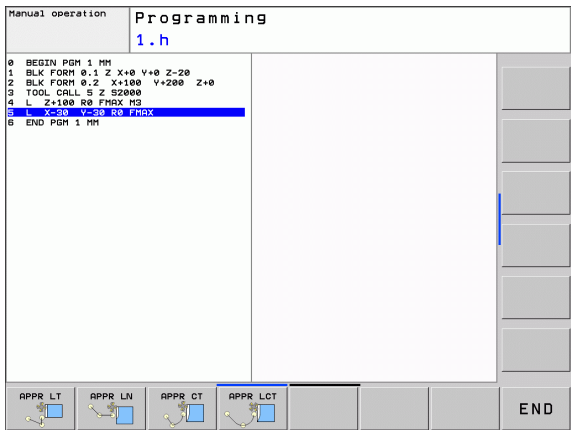 Manual operation
Programming
1.h
0 BEGIN PGM 1 MM
1 BLK FORM 0.1 Z X+0 Y+0 Z-20
2 BLK FORM 0.2 X+100 Y+200 Z+0
3 TOOL CALL 5 Z S2000
4 L Z+100 R0 FMAX M3
5 L X-30 Y-30 R0 FMAX
6 END PGM 1 MM
APPR LT
APPR LN
APPR CT
APPR LCT
END